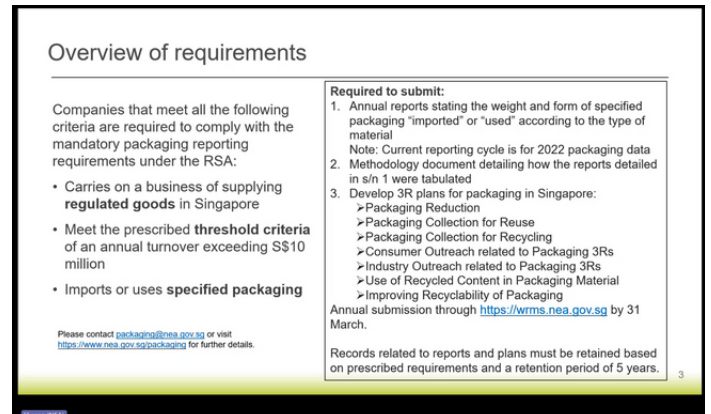 Overview of requirements
Companies that meet all the following
criteria are required to comply with the
mandatory packaging reporting
requirements under the RSA:
• Carries on a business of supplying
regulated goods in Singapore
• Meet the prescribed threshold criteria
of an annual turnover exceeding S$10
million
• Imports or uses specified packaging
Please contact packaging@nea.gov.sg or visit
https://www.nea.gov.sg/packaging for further details.
Required to submit:
1. Annual reports stating the weight and form of specified
packaging “imported” or “used” according to the type of
material
Note: Current reporting cycle is for 2022 packaging data
2. Methodology document detailing how the reports detailed
in s/n 1 were tabulated
3. Develop 3R plans for packaging in Singapore:
➢Packaging Reduction
➢Packaging Collection for Reuse
➢Packaging Collection for Recycling
➢Consumer Outreach related to Packaging 3Rs
➢Industry Outreach related to Packaging 3Rs
➢Use of Recycled Content in Packaging Material
➢Improving Recyclability of Packaging
Annual submission through https://wrms.nea.gov.sg by 31
March.
Records related to reports and plans must be retained based
on prescribed requirements and a retention period of 5 years.
3